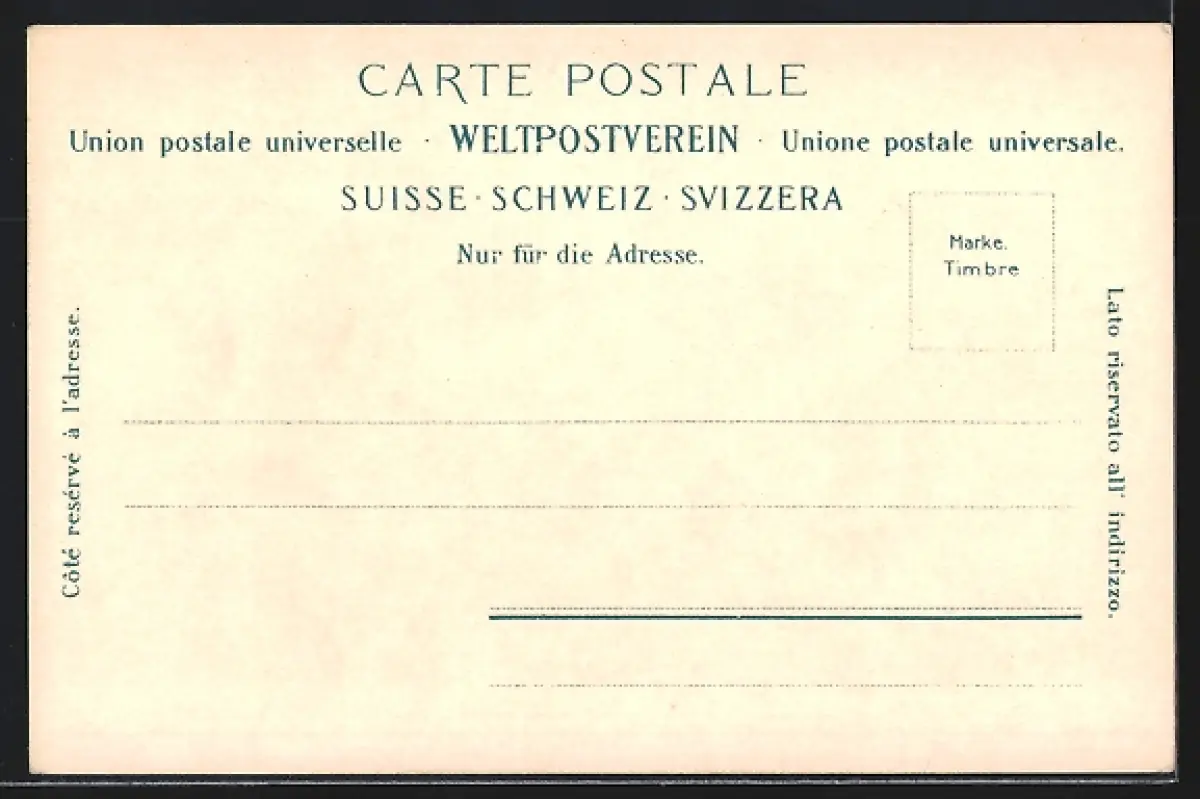 CARTE POSTALE
Union postale universelle · WELTPOSTVEREIN · Unione postale universale.
SUISSE · SCHWEIZ · SVIZZERA
Nur für die Adresse.
Marke.
Timbre
Côté resérvé à l'adresse.
Lato riservato all' indirizzo.